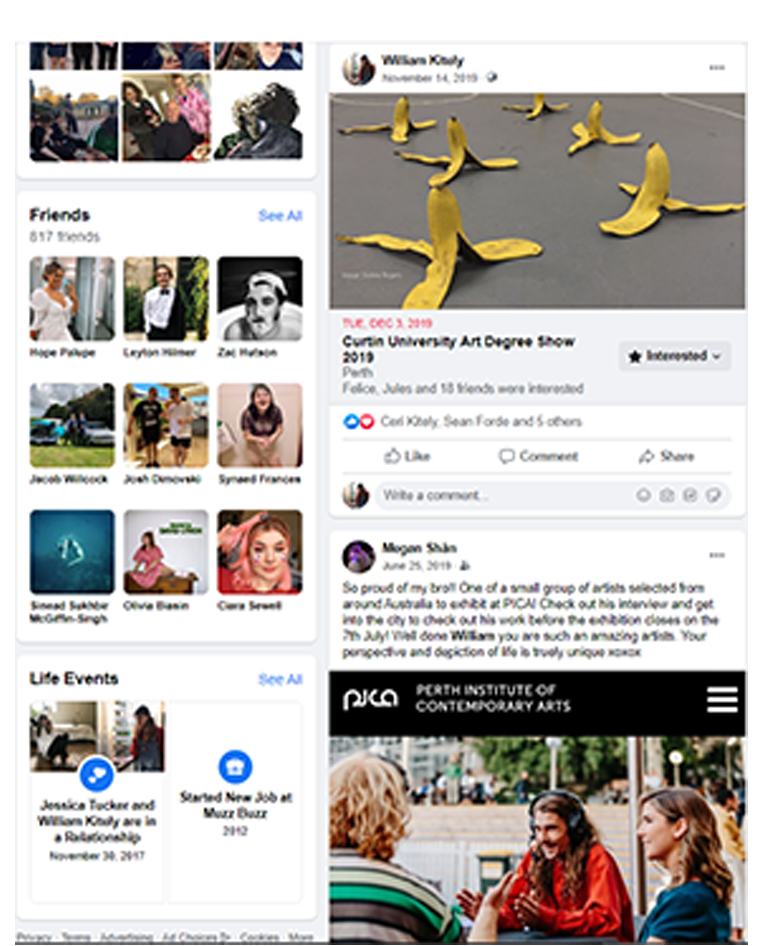 Friends
See All
817 friends
Hope Palupe
Leyton Hilmer
Zac Hutson
Jacob Willcock
Josh Dimovski
Synaed Frances
Sinead Sukhbir
McGiffin-Singh
Olivia Biasin
Ciara Sewell
Life Events
See All
Jessica Tucker and
William Kitely are in
a Relationship
November 30, 2017
Started New Job at
Muzz Buzz
2012
Privacy · Terms · Advertising · Ad Choices · Cookies · More
William Kitely
November 14, 2019
TUE, DEC 3, 2019
Curtin University Art Degree Show
2019
Perth
Felice, Jules and 18 friends were interested
Interested
Ceri Kitely, Sean Forde and 5 others
Like
Comment
Share
Write a comment...
Megan Shân
June 25, 2019
So proud of my bro!! One of a small group of artists selected from
around Australia to exhibit at PICA! Check out his interview and get
into the city to check out his work before the exhibition closes on the
7th July! Well done William you are such an amazing artists. Your
perspective and depiction of life is truely unique xoxox
PICA
PERTH INSTITUTE OF
CONTEMPORARY ARTS